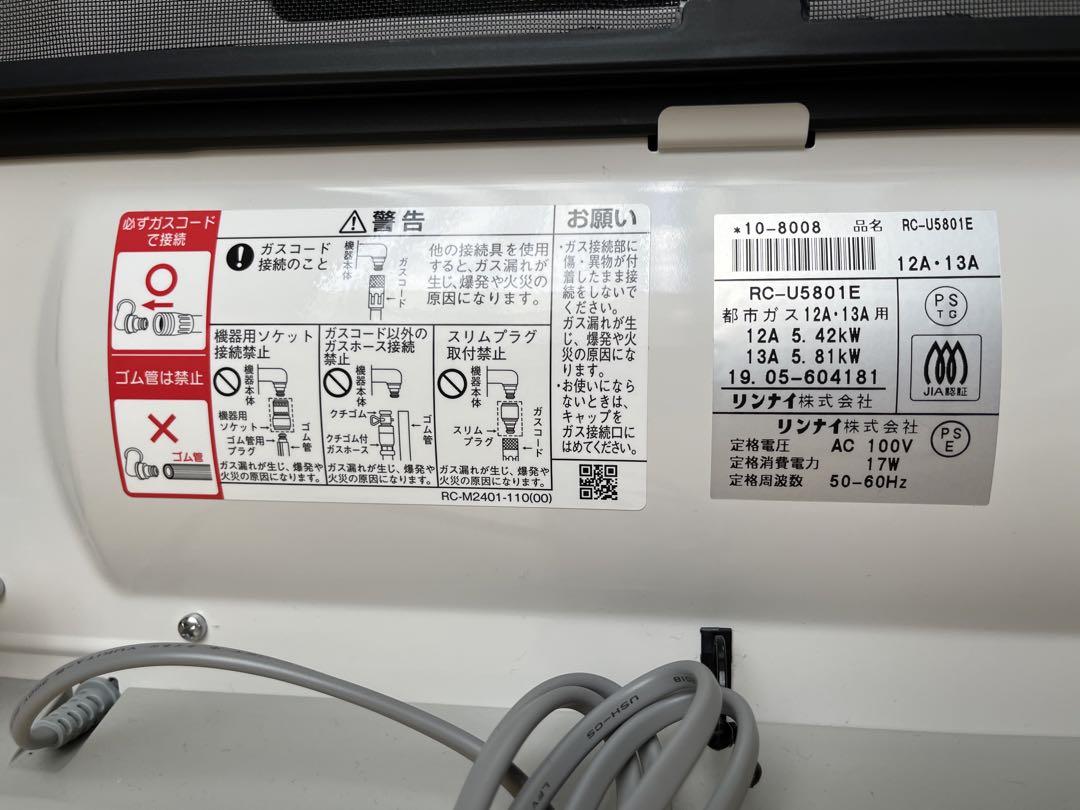 必ずガスコード
で接続
ゴム管は禁止
ゴム管
警告
ガスコード
接続のこと
機器本体
ガスコード
他の接続具を使用
すると、ガス漏れが
生じ、爆発や火災の
原因になります。
機器用ソケット
接続禁止
機器本体
機器用
ソケット
ゴム管用
プラグ
ゴム管
ガス漏れが生じ、爆発や
火災の原因になります。
ガスコード以外の
ガスホース接続
禁止
機器本体
クチゴム
クチゴム付
ガスホース
ゴム管
ガス漏れが生じ、爆発や
火災の原因になります。
スリムプラグ
取付禁止
機器本体
スリム
プラグ
ガスコード
ガス漏れが生じ、爆発や
火災の原因になります。
RC-M2401-110(00)
お願い
・ガス接続部に
傷・異物が付
着したまま接
続をしないで
ください。
ガス漏れが生
じ、爆発や火
災の原因にな
ります。
・お使いになら
ないときは、
キャップを
ガス接続口に
はめてください。
*10-8008 品名 RC-U5801E
12A・13A
RC-U5801E
都市ガス12A・13A用
12A 5.42kW
13A 5.81kW
19.05-604181
リンナイ株式会社
PS
TG
JIA認証
リンナイ株式会社
PS
E
定格電圧 AC 100V
定格消費電力 17W
定格周波数 50-60Hz
2018
USH-CS
LFV